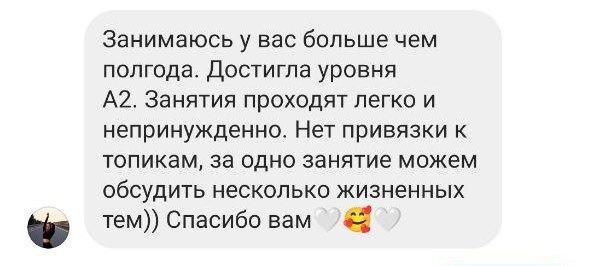 Занимаюсь у вас больше чем
полгода. Достигла уровня
А2. Занятия проходят легко и
непринужденно. Нет привязки к
топикам, за одно занятие можем
обсудить несколько жизненных
тем)) Спасибо вам🤍🥰🤍